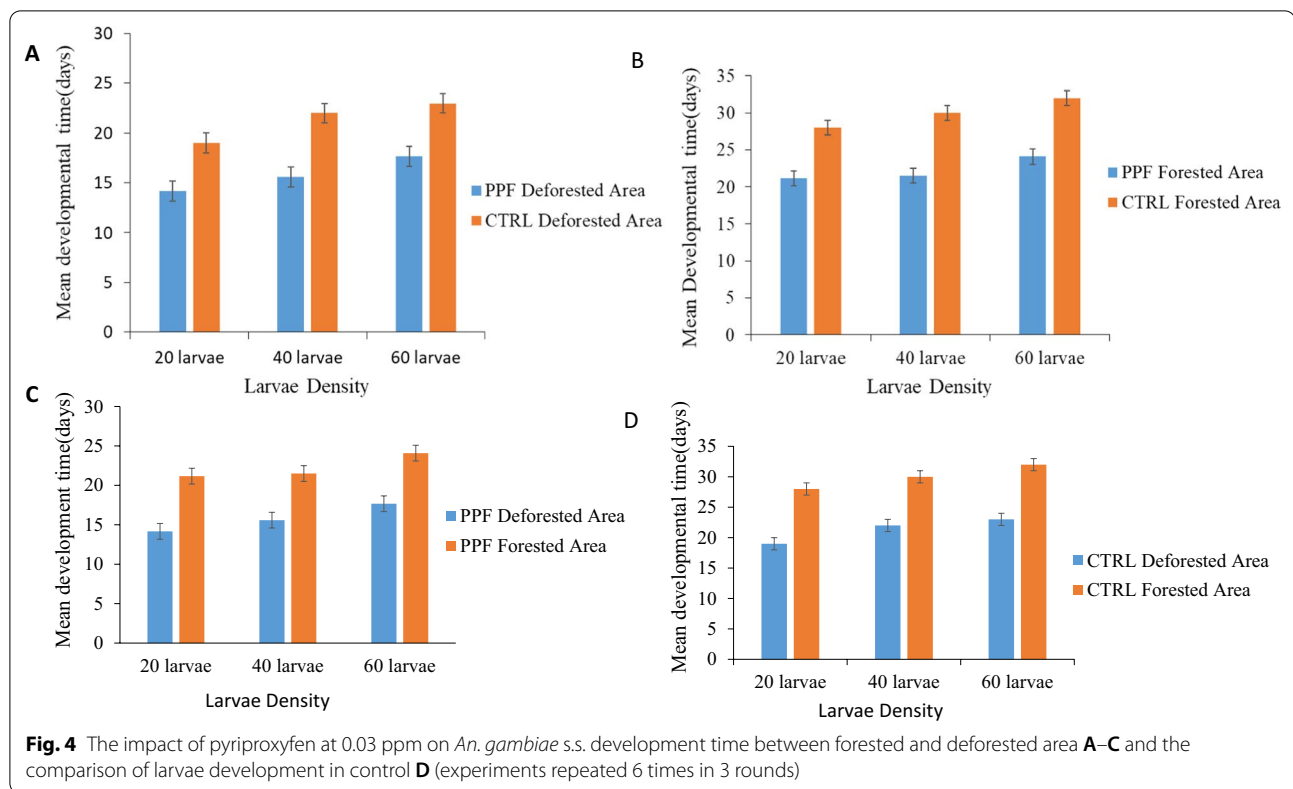 A
Mean developmental time(days)
30
25
20
15
10
5
0
20 larvae 40 larvae 60 larvae
Larvae Density
PPF Deforested Area
CTRL Deforested Area
B
Mean Developmental time(days)
35
30
25
20
15
10
5
0
20 larvae 40 larvae 60 larvae
Larvae Density
PPF Forested Area
CTRL Forested Area
C
Mean development time(days)
30
25
20
15
10
5
0
20 larvae 40 larvae 60 larvae
Larvae Density
PPF Deforested Area
PPF Forested Area
D
Mean developmental time(days)
35
30
25
20
15
10
5
0
20 larvae 40 larvae 60 larvae
Larvae Density
CTRL Deforested Area
CTRL Forested Area
Fig. 4 The impact of pyriproxyfen at 0.03 ppm on An. gambiae s.s. development time between forested and deforested area A–C and the
comparison of larvae development in control D (experiments repeated 6 times in 3 rounds)